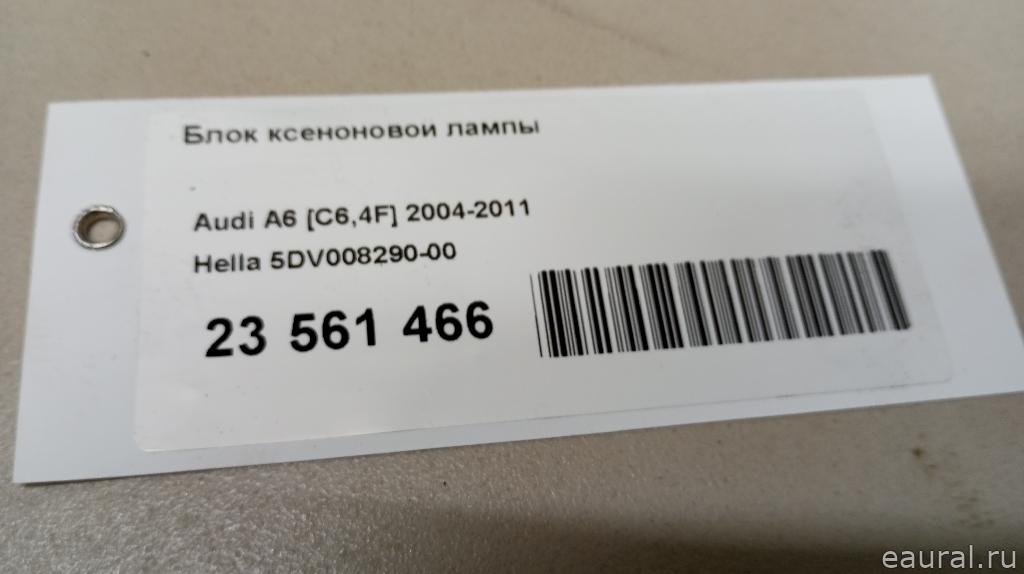 Блок ксеноновой лампы
Audi A6 [C6,4F] 2004-2011
Hella 5DV008290-00
23 561 466
eaural.ru